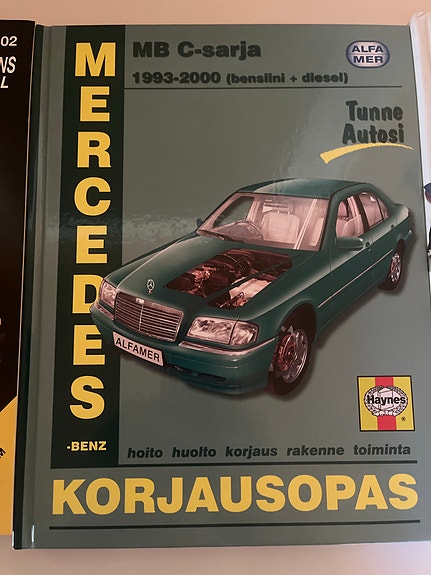 02
NS
L
MERCEDES
-BENZ
MB C-sarja
1993-2000 (bensiini + diesel)
ALFA
MER
Tunne
Autosi
ALFAMER
Haynes
®
hoito huolto korjaus rakenne toiminta
KORJAUSOPAS